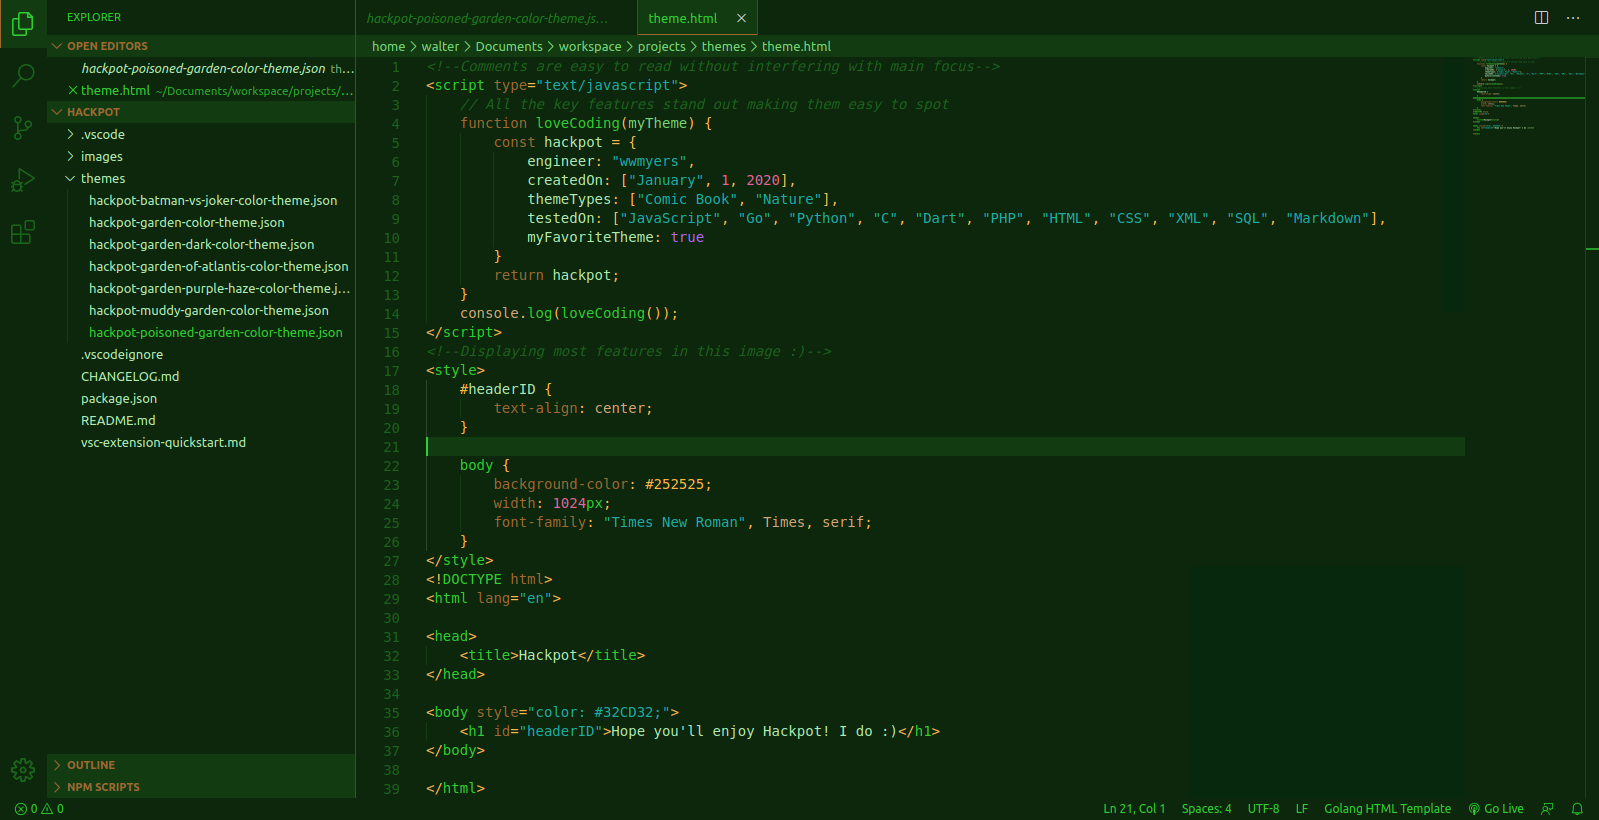 EXPLORER
OPEN EDITORS
hackpot-poisoned-garden-color-theme.json th...
theme.html ~/Documents/workspace/projects/...
HACKPOT
.vscode
images
themes
hackpot-batman-vs-joker-color-theme.json
hackpot-garden-color-theme.json
hackpot-garden-dark-color-theme.json
hackpot-garden-of-atlantis-color-theme.json
hackpot-garden-purple-haze-color-theme.j...
hackpot-muddy-garden-color-theme.json
hackpot-poisoned-garden-color-theme.json
.vscodeignore
CHANGELOG.md
package.json
README.md
vsc-extension-quickstart.md
OUTLINE
NPM SCRIPTS
hackpot-poisoned-garden-color-theme.js...
theme.html
home > walter > Documents > workspace > projects > themes > theme.html
1 <!--Comments are easy to read without interfering with main focus-->
2 <script type="text/javascript">
3 // All the key features stand out making them easy to spot
4 function loveCoding(myTheme) {
5 const hackpot = {
6 engineer: "wwmyers",
7 createdOn: ["January", 1, 2020],
8 themeTypes: ["Comic Book", "Nature"],
9 testedOn: ["JavaScript", "Go", "Python", "C", "Dart", "PHP", "HTML", "CSS", "XML", "SQL", "Markdown"],
10 myFavoriteTheme: true
11 }
12 return hackpot;
13 }
14 console.log(loveCoding());
15 </script>
16 <!--Displaying most features in this image :)-->
17 <style>
18 #headerID {
19 text-align: center;
20 }
21
22 body {
23 background-color: #252525;
24 width: 1024px;
25 font-family: "Times New Roman", Times, serif;
26 }
27 </style>
28 <!DOCTYPE html>
29 <html lang="en">
30
31 <head>
32 <title>Hackpot</title>
33 </head>
34
35 <body style="color: #32CD32;">
36 <h1 id="headerID">Hope you'll enjoy Hackpot! I do :)</h1>
37 </body>
38
39 </html>
0 0
Ln 21, Col 1 Spaces: 4 UTF-8 LF Golang HTML Template Go Live